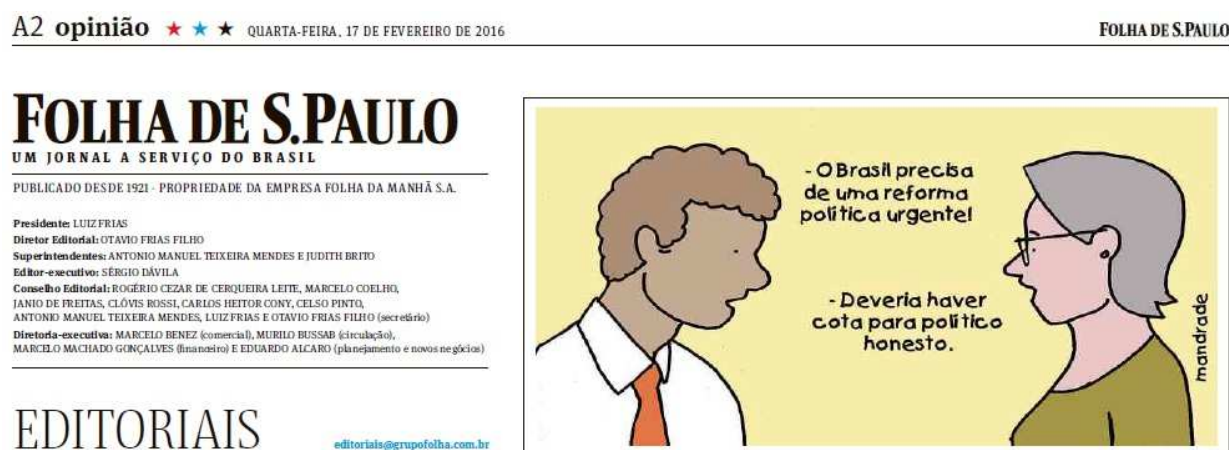 A2 opinião ★ ★ ★ QUARTA-FEIRA, 17 DE FEVEREIRO DE 2016
FOLHA DE S.PAULO
FOLHA DE S.PAULO
UM JORNAL A SERVIÇO DO BRASIL
PUBLICADO DESDE 1921 - PROPRIEDADE DA EMPRESA FOLHA DA MANHÃ S.A.
Presidente: LUIZ FRIAS
Diretor Editorial: OTAVIO FRIAS FILHO
Superintendentes: ANTONIO MANUEL TEIXEIRA MENDES E JUDITH BRITO
Editor-executivo: SÉRGIO DÁVILA
Conselho Editorial: ROGÉRIO CEZAR DE CERQUEIRA LEITE, MARCELO COELHO,
JANIO DE FREITAS, CLÓVIS ROSSI, CARLOS HEITOR CONY, CELSO PINTO,
ANTONIO MANUEL TEIXEIRA MENDES, LUIZ FRIAS E OTAVIO FRIAS FILHO (secretário)
Diretoria-executiva: MARCELO BENEZ (comercial), MURILO BUSSAB (circulação),
MARCELO MACHADO GONÇALVES (financeiro) E EDUARDO ALCARO (planejamento e novos negócios)
EDITORIAIS
editoriais@grupofolha.com.br
- O Brasil precisa
de uma reforma
política urgente!
- Deveria haver
cota para político
honesto.
mandrade